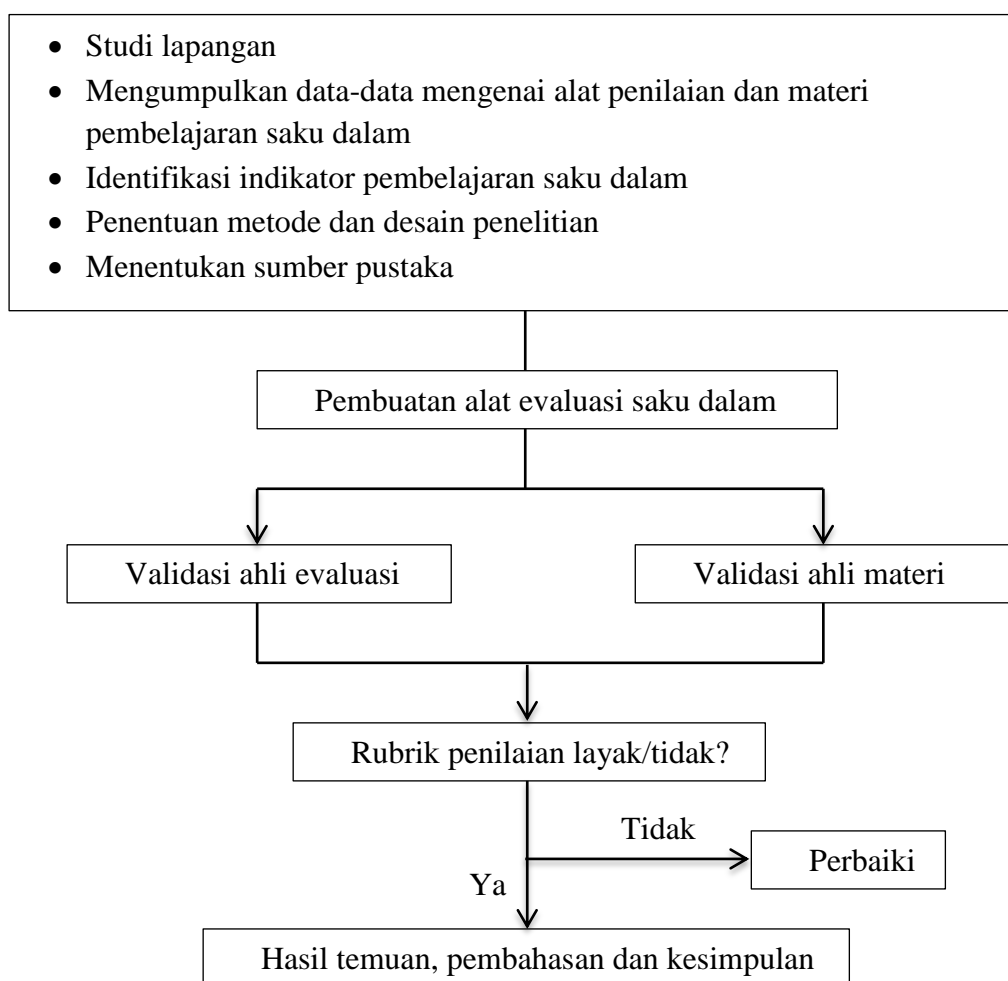 • Studi lapangan
• Mengumpulkan data-data mengenai alat penilaian dan materi
pembelajaran saku dalam
• Identifikasi indikator pembelajaran saku dalam
• Penentuan metode dan desain penelitian
• Menentukan sumber pustaka
Pembuatan alat evaluasi saku dalam
Validasi ahli evaluasi
Validasi ahli materi
Rubrik penilaian layak/tidak?
Tidak
Perbaiki
Ya
Hasil temuan, pembahasan dan kesimpulan